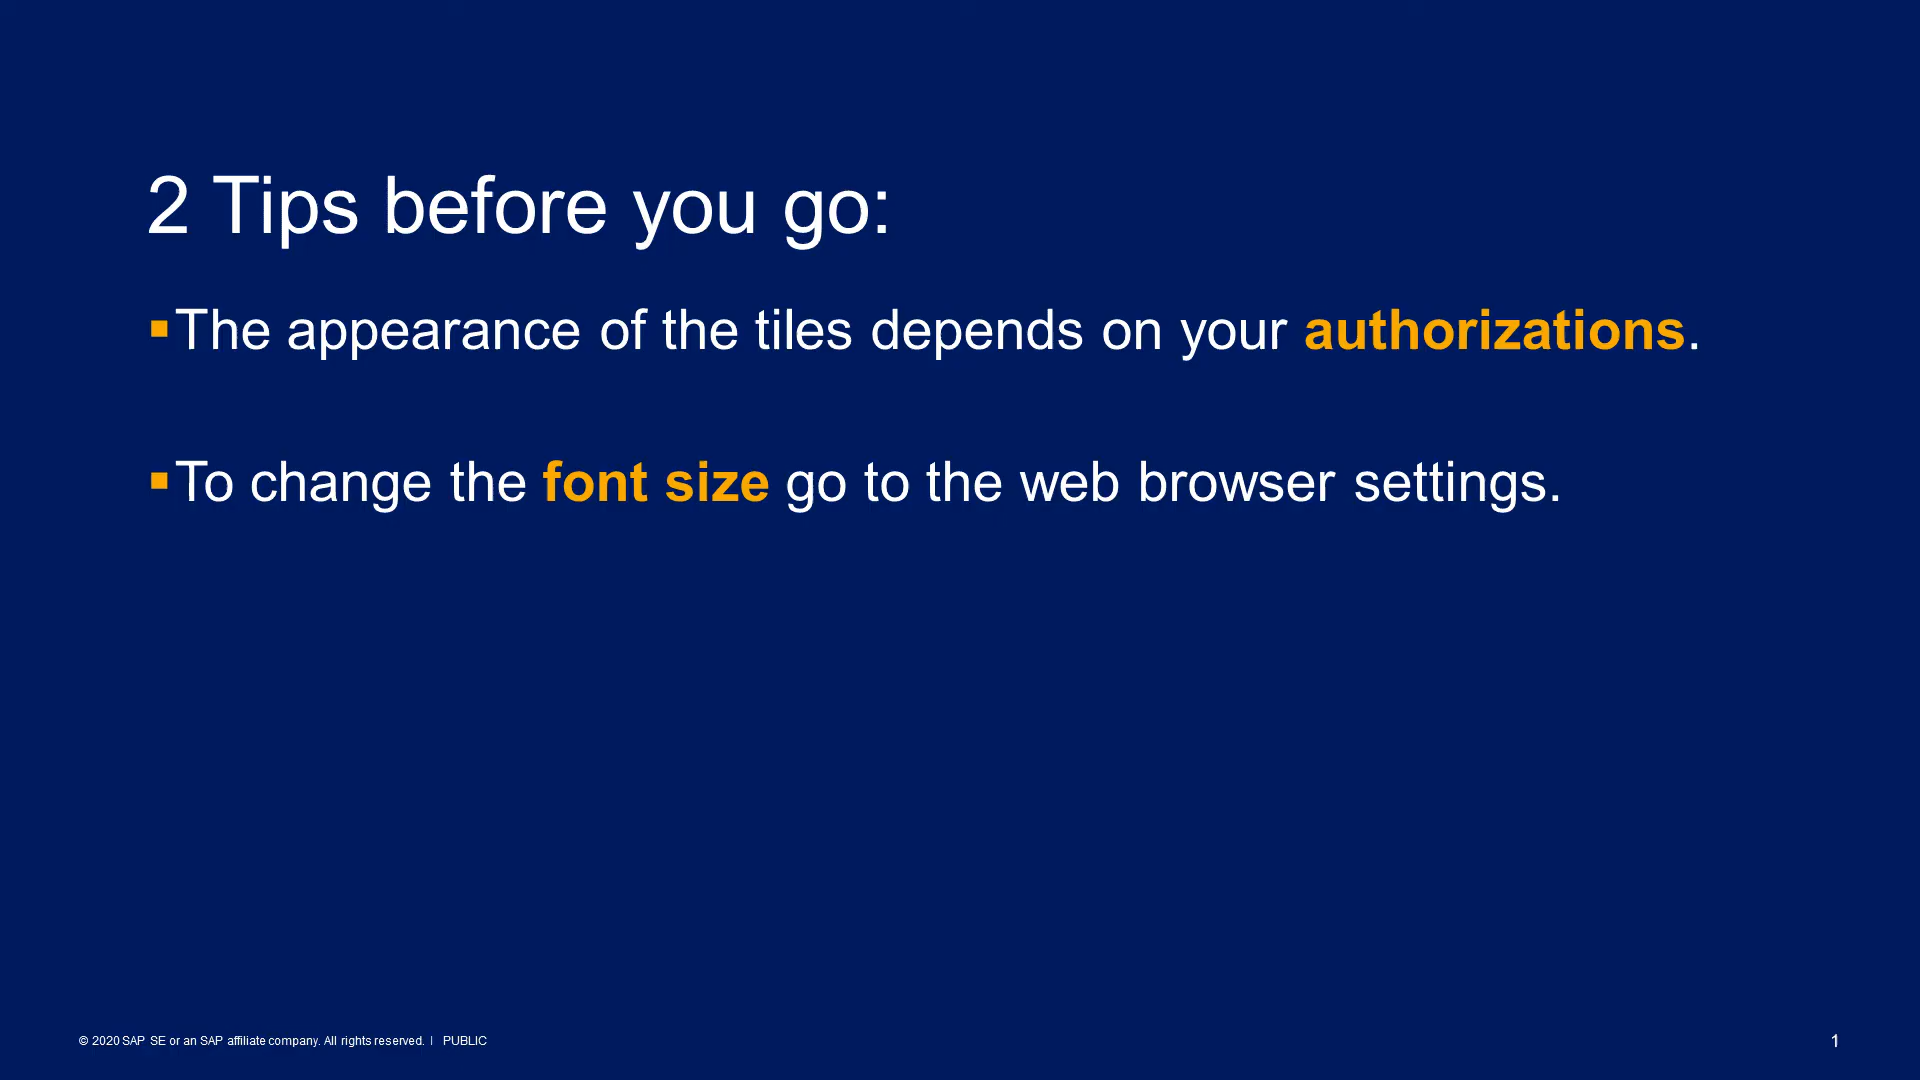 2 Tips before you go:
▪The appearance of the tiles depends on your authorizations.
▪To change the font size go to the web browser settings.
© 2020 SAP SE or an SAP affiliate company. All rights reserved. | PUBLIC
1